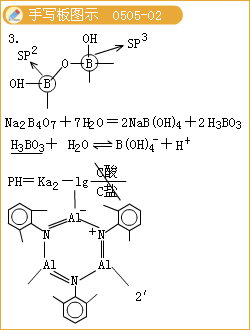 手写板图示 0505-02
3.
OH SP3
SP2
O B
B
OH
Na2B4O7+7H2O=2NaB(OH)4+2H3BO3
H3BO3+ H2O⇌B(OH)4-+H+
PH=Ka2-lg C酸/C盐
Al-
N +N
Al Al
N
2'